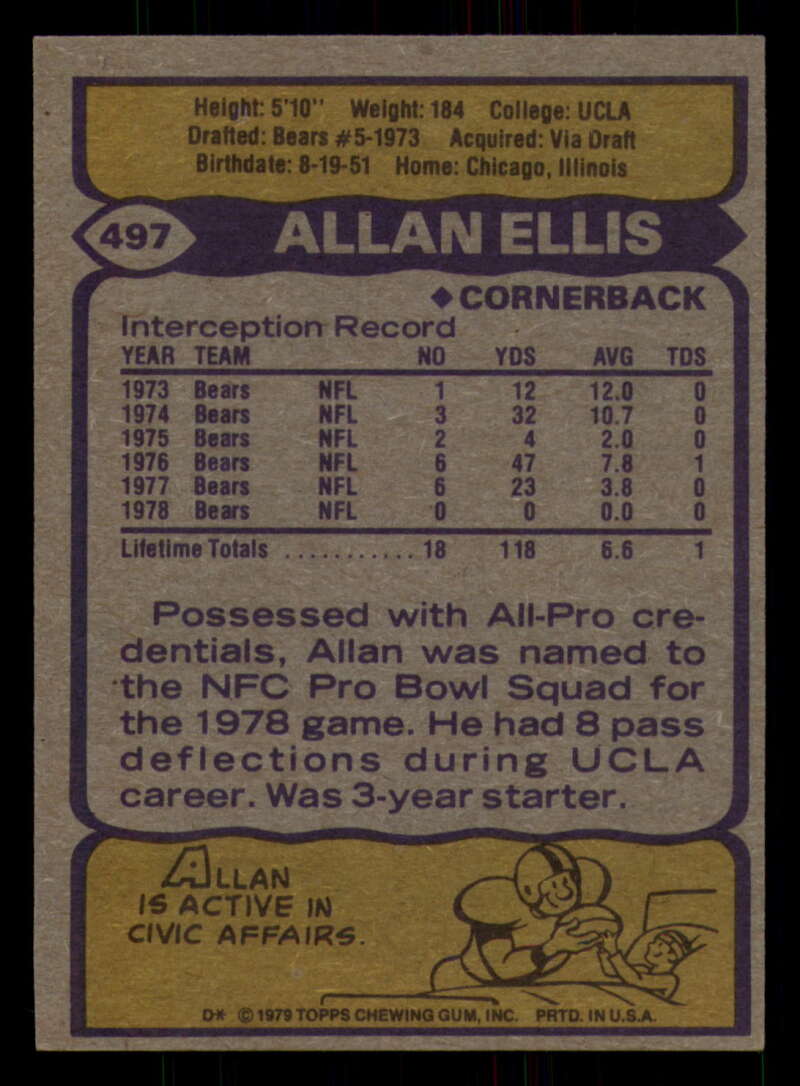 Height: 5'10" Weight: 184 College: UCLA
Drafted: Bears #5-1973 Acquired: Via Draft
Birthdate: 8-19-51 Home: Chicago, Illinois
497 ALLAN ELLIS
◆ CORNERBACK
Interception Record
YEAR TEAM NO YDS AVG TDS
1973 Bears NFL 1 12 12.0 0
1974 Bears NFL 3 32 10.7 0
1975 Bears NFL 2 4 2.0 0
1976 Bears NFL 6 47 7.8 1
1977 Bears NFL 6 23 3.8 0
1978 Bears NFL 0 0 0.0 0
Lifetime Totals ........... 18 118 6.6 1
Possessed with All-Pro cre-
dentials, Allan was named to
the NFC Pro Bowl Squad for
the 1978 game. He had 8 pass
deflections during UCLA
career. Was 3-year starter.
ALLAN
IS ACTIVE IN
CIVIC AFFAIRS.
D* © 1979 TOPPS CHEWING GUM, INC. PRTD. IN U.S.A.